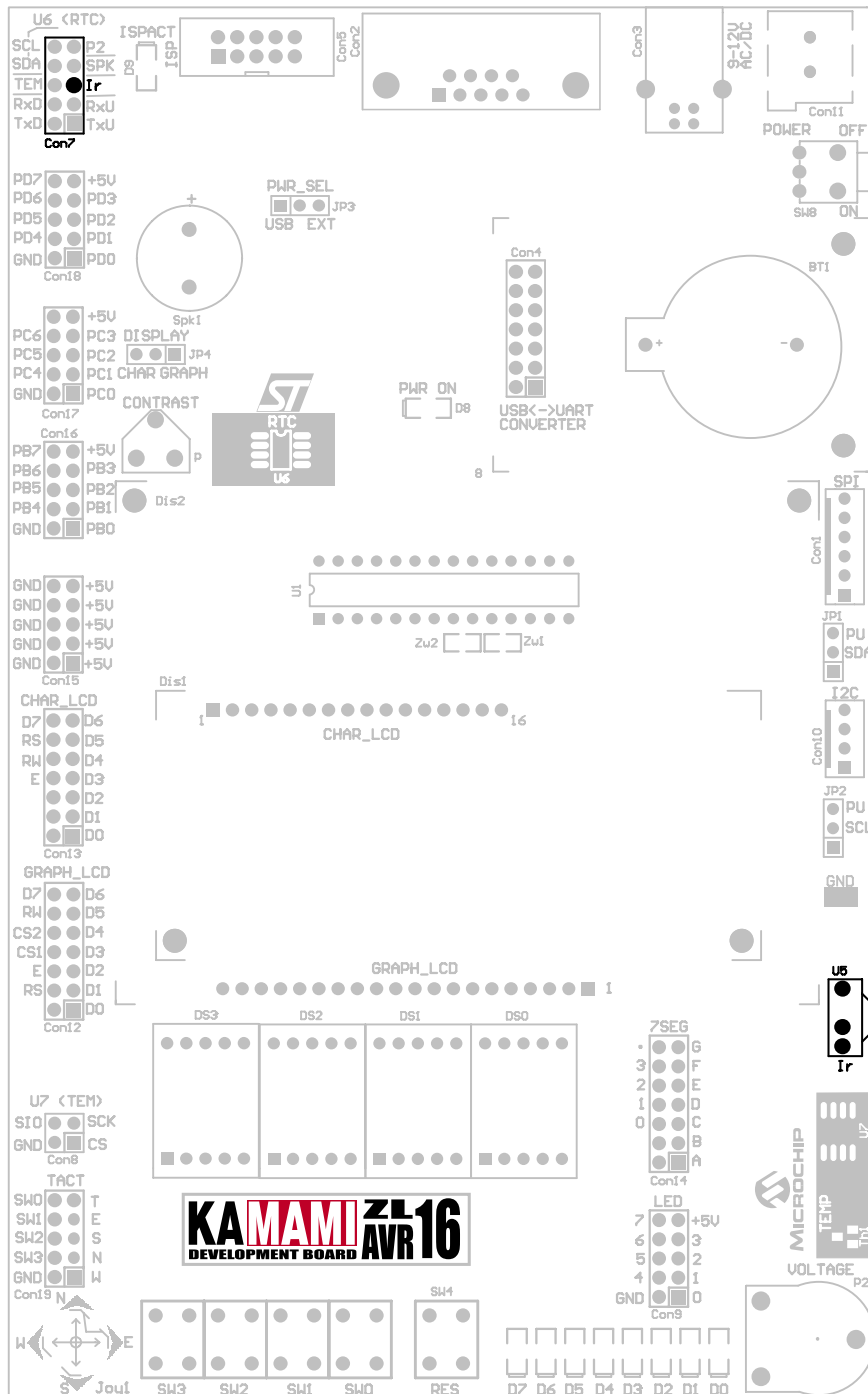 U6 (RTC)
SCL P2
SDA SPK
TEM Ir
RxD RxU
TxD TxU
Con7
ISPACT
D9
ISP
Con5
Con2
Con3
9-12V
AC/DC
Con11
POWER OFF
SW8 ON
PD7 +5V
PD6 PD3
PD5 PD2
PD4 PD1
GND PD0
Con18
+
Spk1
PWR_SEL
JP3
USB EXT
Con4
USB<->UART
CONVERTER
8
BT1
+ -
+5V
PC6 PC3
PC5 PC2
PC4 PC1
GND PC0
Con17
DISPLAY
JP4
CHAR GRAPH
CONTRAST
P
ST
RTC
U6
PWR ON
D8
Con16
PB7 +5V
PB6 PB3
PB5 PB2
PB4 PB1
GND PB0
Dis2
SPI
Con1
U1
Zw2 Zw1
GND +5V
GND +5V
GND +5V
GND +5V
GND +5V
Con15
JP1
PU
SDA
I2C
Con10
JP2
PU
SCL
GND
Dis1
1 16
CHAR_LCD
CHAR_LCD
D7 D6
RS D5
RW D4
E D3
D2
D1
D0
Con13
GRAPH_LCD
D7 D6
RW D5
CS2 D4
CS1 D3
E D2
RS D1
D0
Con12
GRAPH_LCD
1
U5
Ir
DS3 DS2 DS1 DS0
7SEG
. G
3 F
2 E
1 D
0 C
B
A
Con14
U7 (TEM)
SIO SCK
GND CS
Con8
MICROCHIP
TEMP
U7
TACT
SW0 T
SW1 E
SW2 S
SW3 N
GND W
Con19
KAMAMI
DEVELOPMENT BOARD
ZL
AVR
16
LED
7 +5V
6 3
5 2
4 1
GND 0
Con9
VOLTAGE
P2
N
W E
S Joy1
SW3 SW2 SW1 SW0
SW4
RES
D7 D6 D5 D4 D3 D2 D1 D0